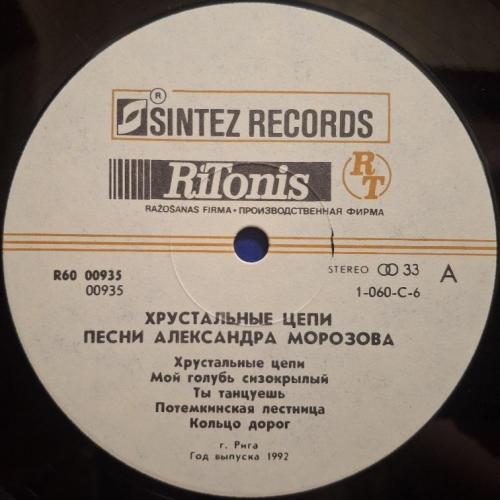 ®
SINTEZ RECORDS
RiTonis
RT
RAŽOŠANAS FIRMA • ПРОИЗВОДСТВЕННАЯ ФИРМА
R60 00935
00935
STEREO 33 A
1-060-C-6
ХРУСТАЛЬНЫЕ ЦЕПИ
ПЕСНИ АЛЕКСАНДРА МОРОЗОВА
Хрустальные цепи
Мой голубь сизокрылый
Ты танцуешь
Потемкинская лестница
Кольцо дорог
г. Рига
Год выпуска 1992